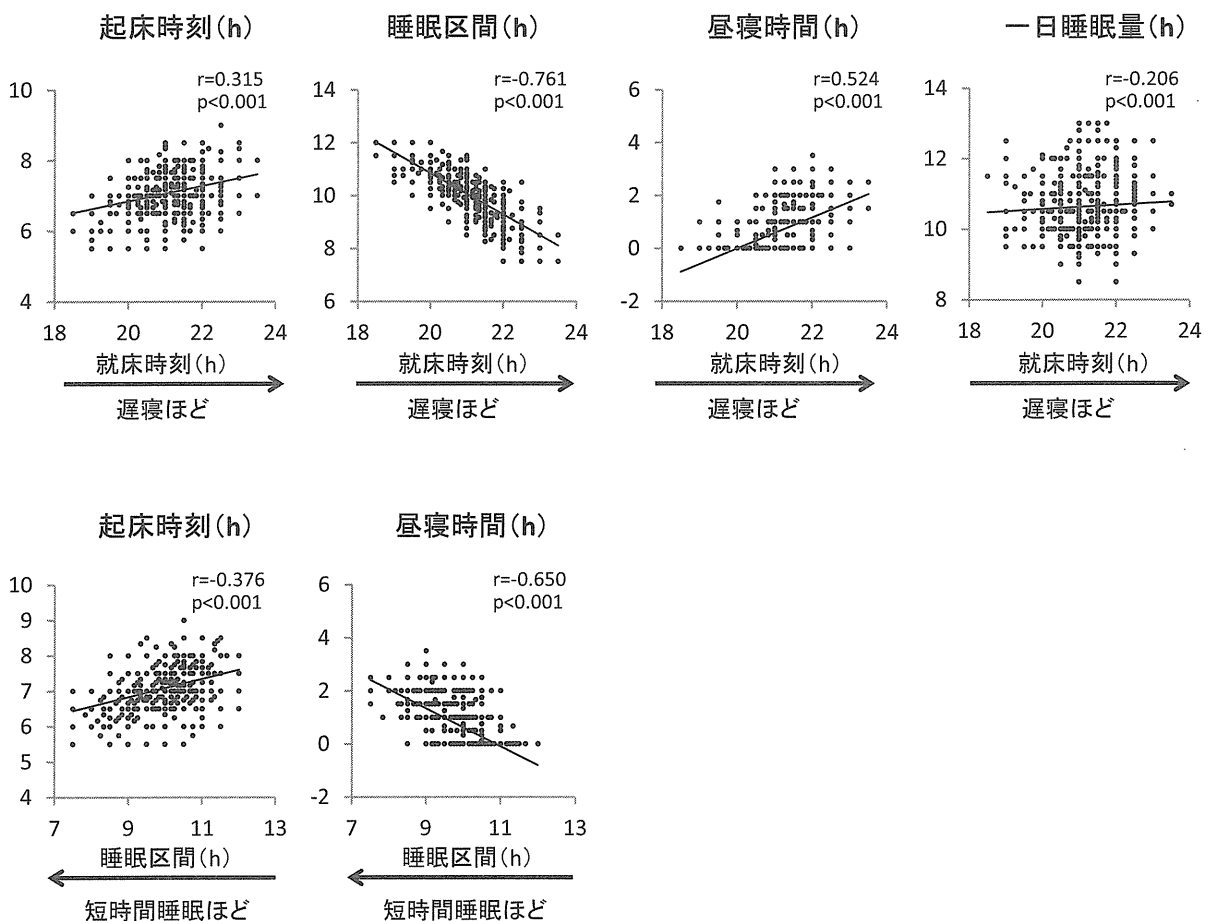 起床時刻(h)
睡眠区間(h)
昼寝時間(h)
一日睡眠量(h)
r=0.315
p<0.001
10
8
6
4
18 20 22 24
就床時刻(h)
遅寝ほど
r=-0.761
p<0.001
14
12
10
8
6
18 20 22 24
就床時刻(h)
遅寝ほど
r=0.524
p<0.001
6
4
2
0
-2
18 20 22 24
就床時刻(h)
遅寝ほど
r=-0.206
p<0.001
14
12
10
8
18 20 22 24
就床時刻(h)
遅寝ほど
起床時刻(h)
r=-0.376
p<0.001
10
9
8
7
6
5
4
7 9 11 13
睡眠区間(h)
短時間睡眠ほど
昼寝時間(h)
r=-0.650
p<0.001
6
4
2
0
-2
7 9 11 13
睡眠区間(h)
短時間睡眠ほど